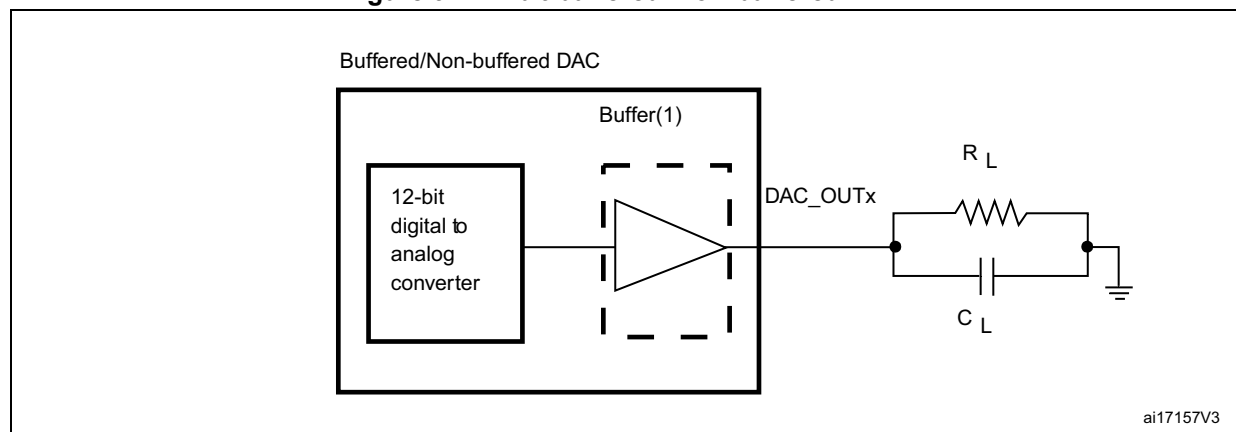 Buffered/Non-buffered DAC
Buffer(1)
12-bit
digital to
analog
converter
DAC_OUTx
R L
C L
ai17157V3